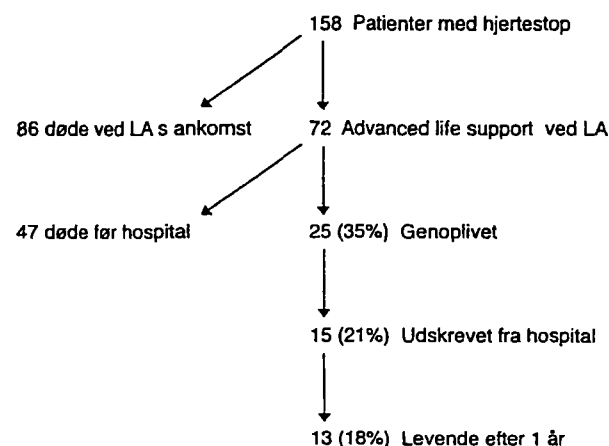 158 Patienter med hjertestop
86 døde ved LA s ankomst
72 Advanced life support ved LA
47 døde før hospital
25 (35%) Genoplivet
15 (21%) Udskrevet fra hospital
13 (18%) Levende efter 1 år